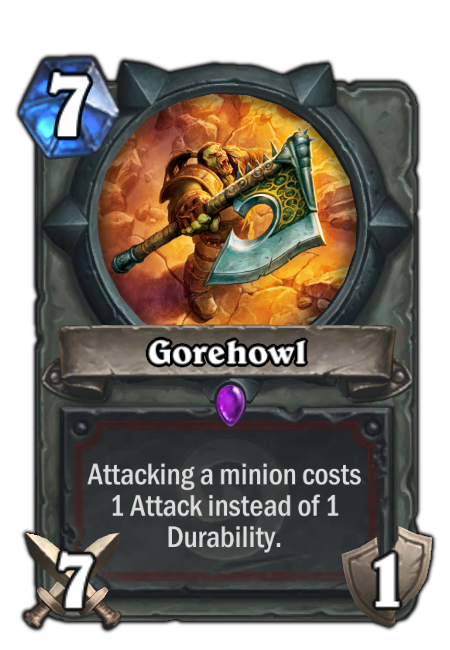 7
Gorehowl
Attacking a minion costs
1 Attack instead of 1
Durability.
7
1